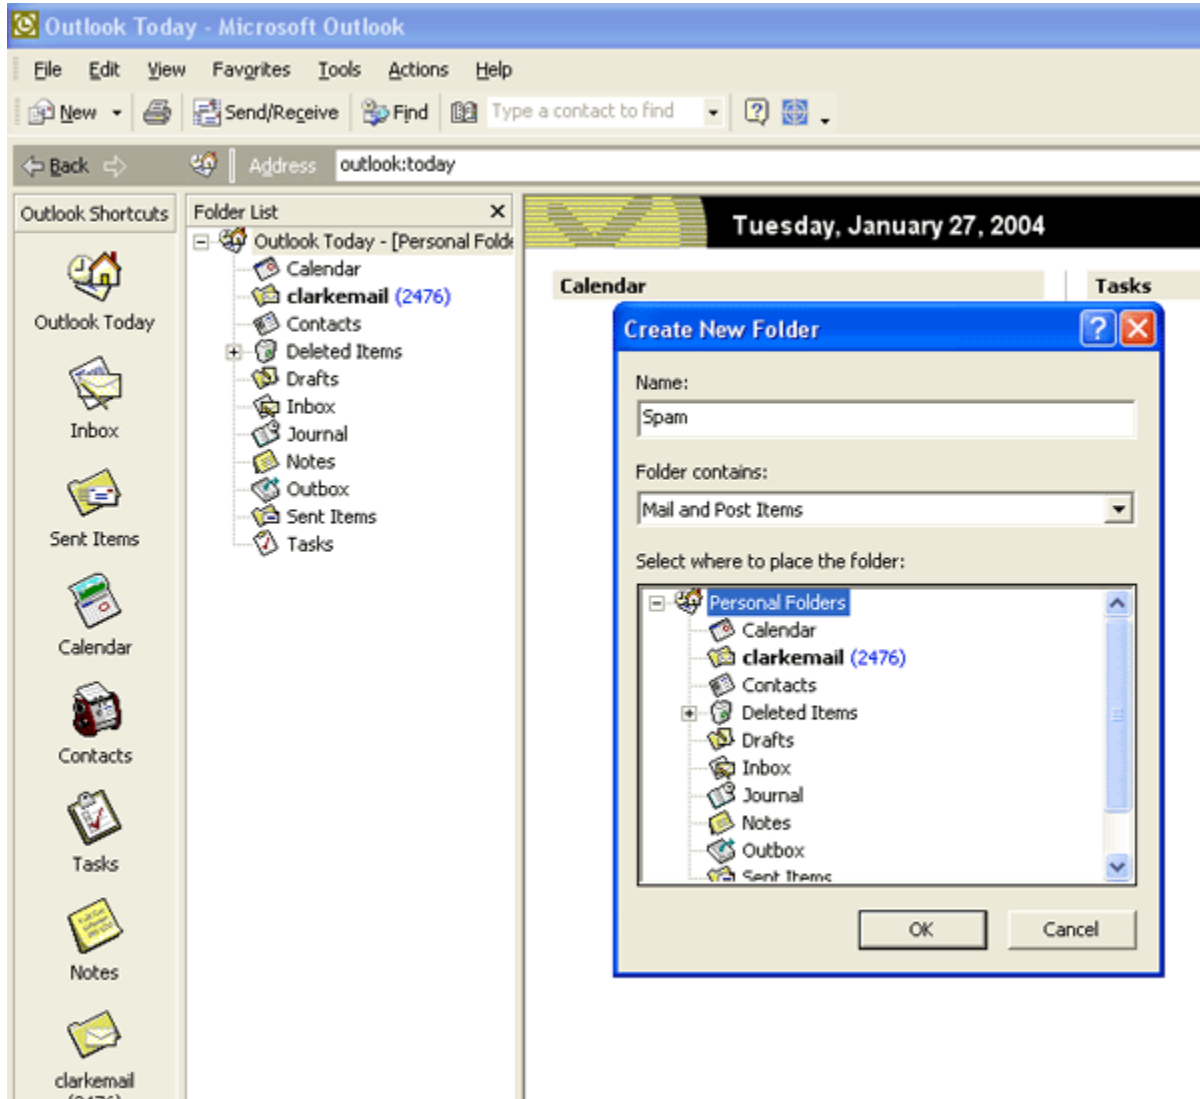 Outlook Today - Microsoft Outlook
File Edit View Favorites Tools Actions Help
New Send/Receive Find Type a contact to find
Back Address outlook:today
Outlook Shortcuts
Outlook Today
Inbox
Sent Items
Calendar
Contacts
Tasks
Notes
clarkemail
(2476)
Folder List
Outlook Today - [Personal Folde
Calendar
clarkemail (2476)
Contacts
Deleted Items
Drafts
Inbox
Journal
Notes
Outbox
Sent Items
Tasks
Tuesday, January 27, 2004
Calendar Tasks
Create New Folder
Name:
Spam
Folder contains:
Mail and Post Items
Select where to place the folder:
Personal Folders
Calendar
clarkemail (2476)
Contacts
Deleted Items
Drafts
Inbox
Journal
Notes
Outbox
Sent Items
OK Cancel